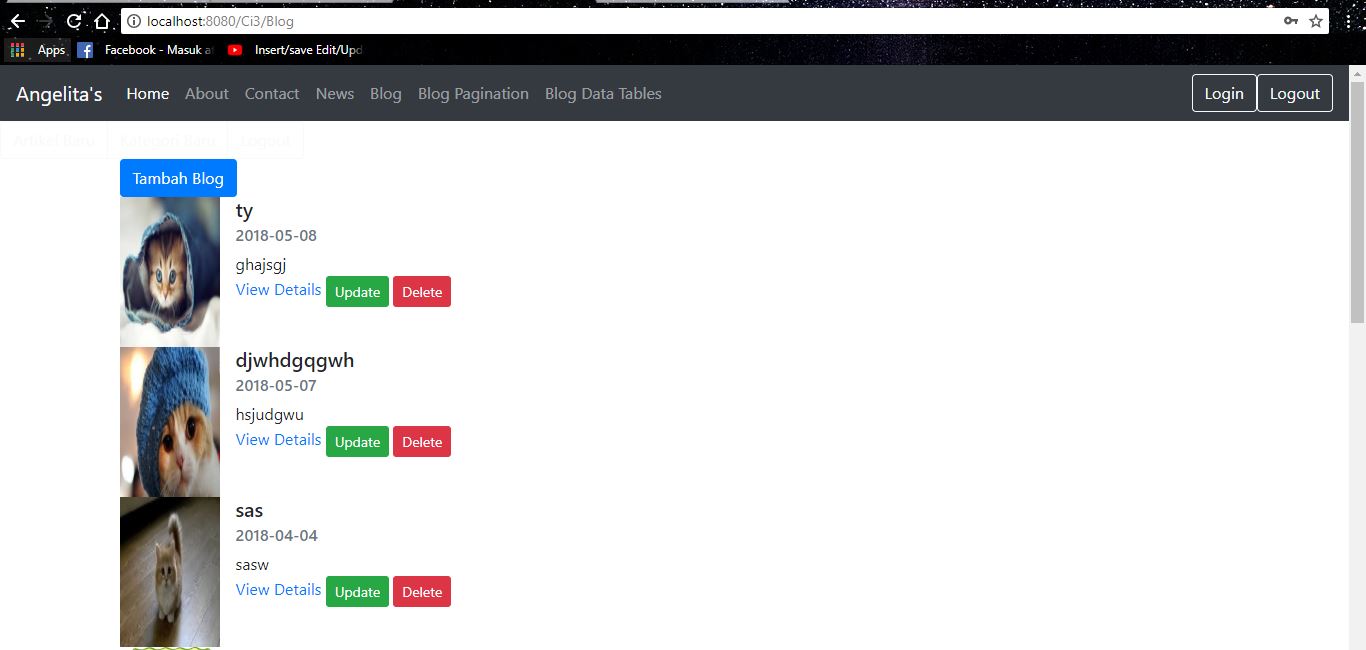 localhost:8080/Ci3/Blog
Apps Facebook - Masuk at Insert/save Edit/Upd
Angelita's Home About Contact News Blog Blog Pagination Blog Data Tables Login Logout
Artikel Baru Kategori Baru Logout
Tambah Blog
ty
2018-05-08
ghajsgj
View Details Update Delete
djwhdgqgwh
2018-05-07
hsjudgwu
View Details Update Delete
sas
2018-04-04
sasw
View Details Update Delete